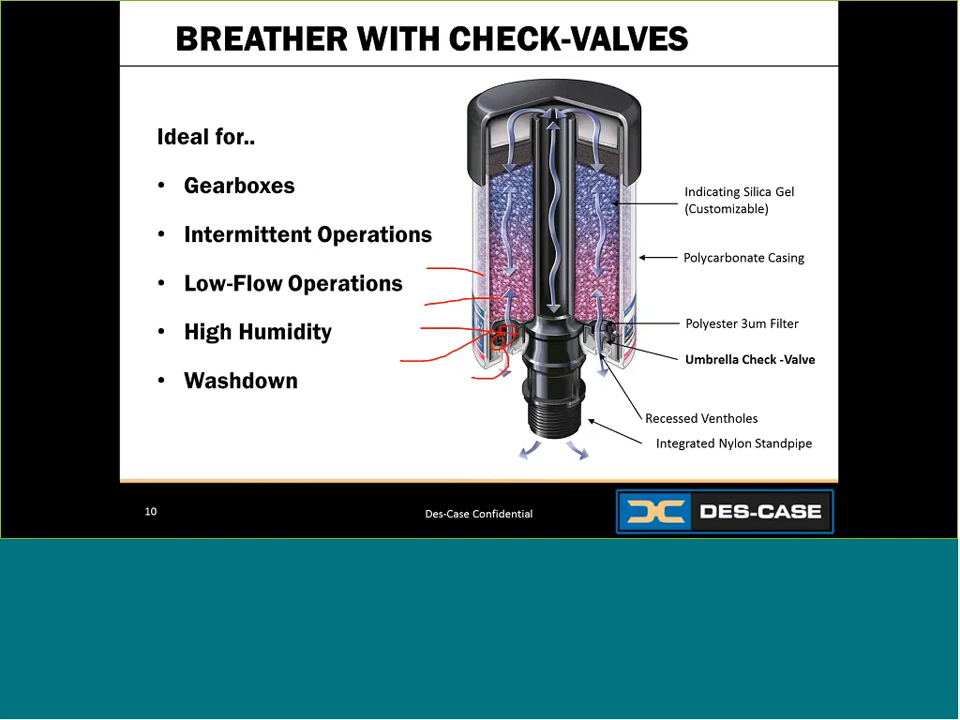 BREATHER WITH CHECK-VALVES
Ideal for..
• Gearboxes
• Intermittent Operations
• Low-Flow Operations
• High Humidity
• Washdown
Indicating Silica Gel
(Customizable)
Polycarbonate Casing
Polyester 3um Filter
Umbrella Check -Valve
Recessed Ventholes
Integrated Nylon Standpipe
10
Des-Case Confidential
DES-CASE